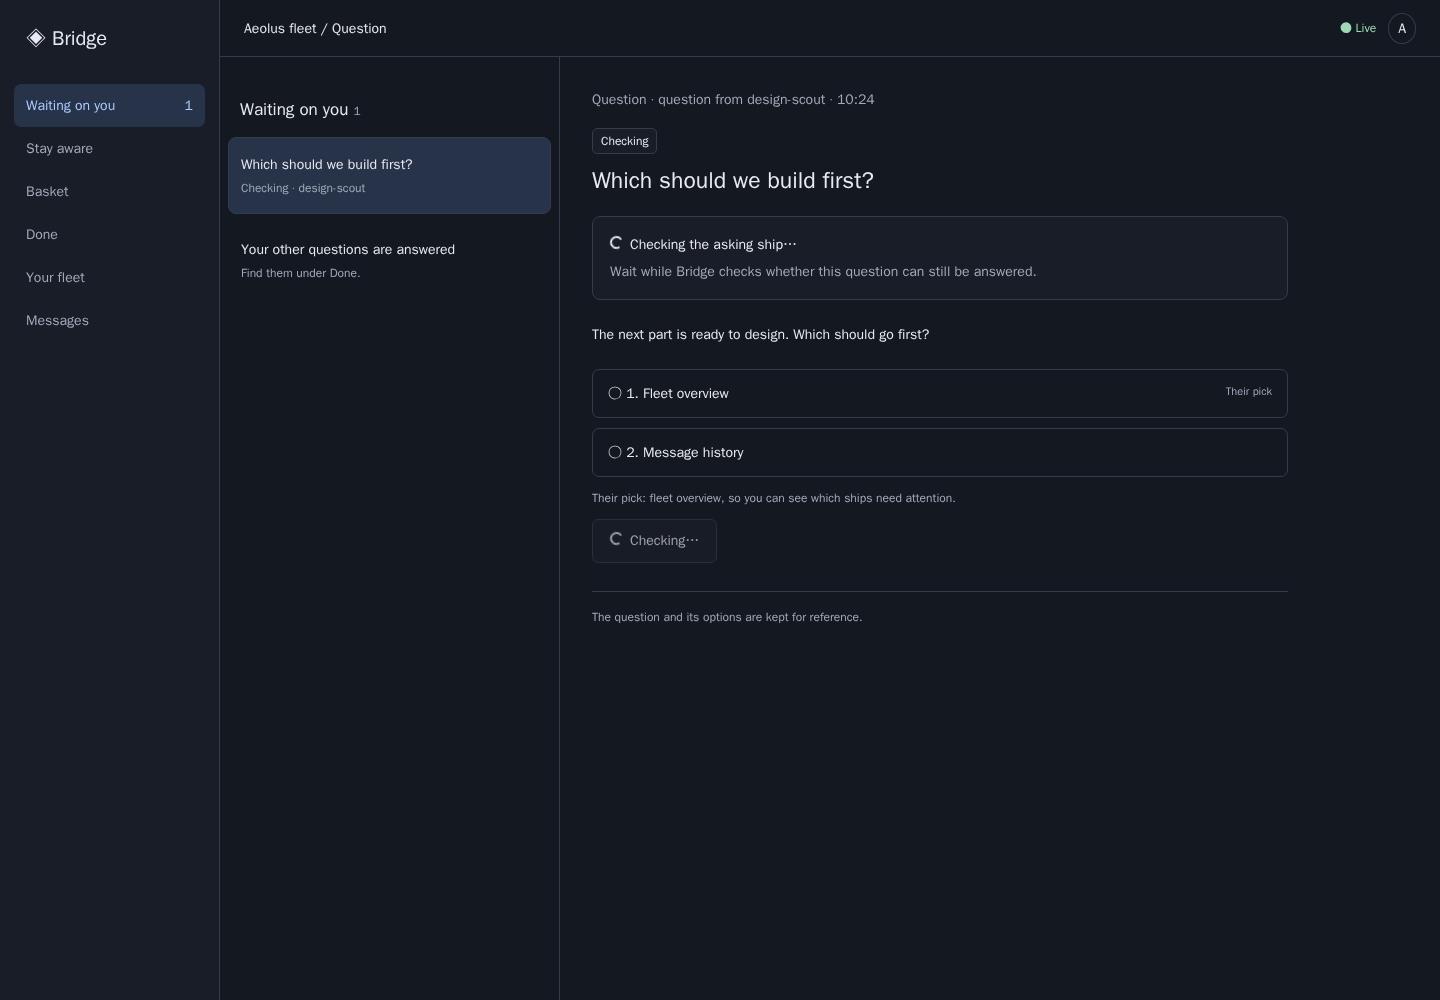 Bridge
Waiting on you 1
Stay aware
Basket
Done
Your fleet
Messages
Aeolus fleet / Question
Live
A
Waiting on you 1
Which should we build first?
Checking · design-scout
Your other questions are answered
Find them under Done.
Question · question from design-scout · 10:24
Checking
Which should we build first?
Checking the asking ship···
Wait while Bridge checks whether this question can still be answered.
The next part is ready to design. Which should go first?
1. Fleet overview
Their pick
2. Message history
Their pick: fleet overview, so you can see which ships need attention.
Checking···
The question and its options are kept for reference.